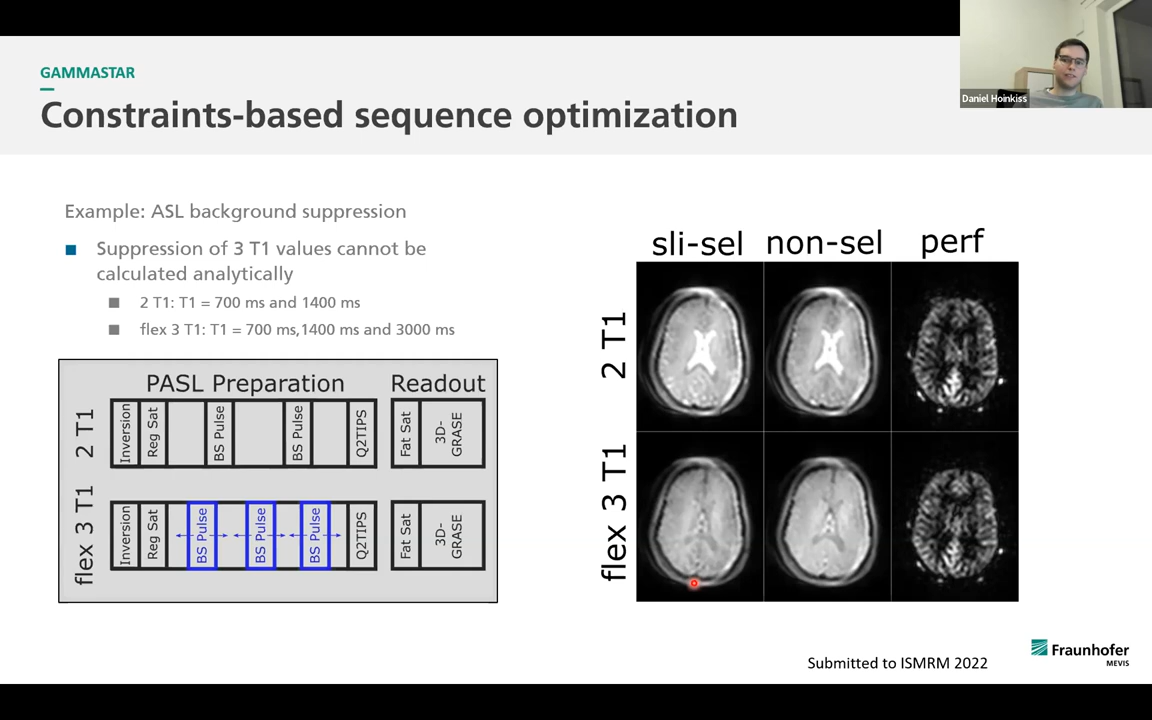 GAMMASTAR
Constraints-based sequence optimization
Daniel Hoinkiss
Example: ASL background suppression
Suppression of 3 T1 values cannot be
calculated analytically
2 T1: T1 = 700 ms and 1400 ms
flex 3 T1: T1 = 700 ms,1400 ms and 3000 ms
PASL Preparation
Readout
2 T1
Inversion
Reg Sat
BS Pulse
BS Pulse
Q2TIPS
Fat Sat
3D-
GRASE
flex 3 T1
Inversion
Reg Sat
BS Pulse
BS Pulse
BS Pulse
Q2TIPS
Fat Sat
3D-
GRASE
sli-sel non-sel perf
2 T1
flex 3 T1
Submitted to ISMRM 2022
Fraunhofer
MEVIS